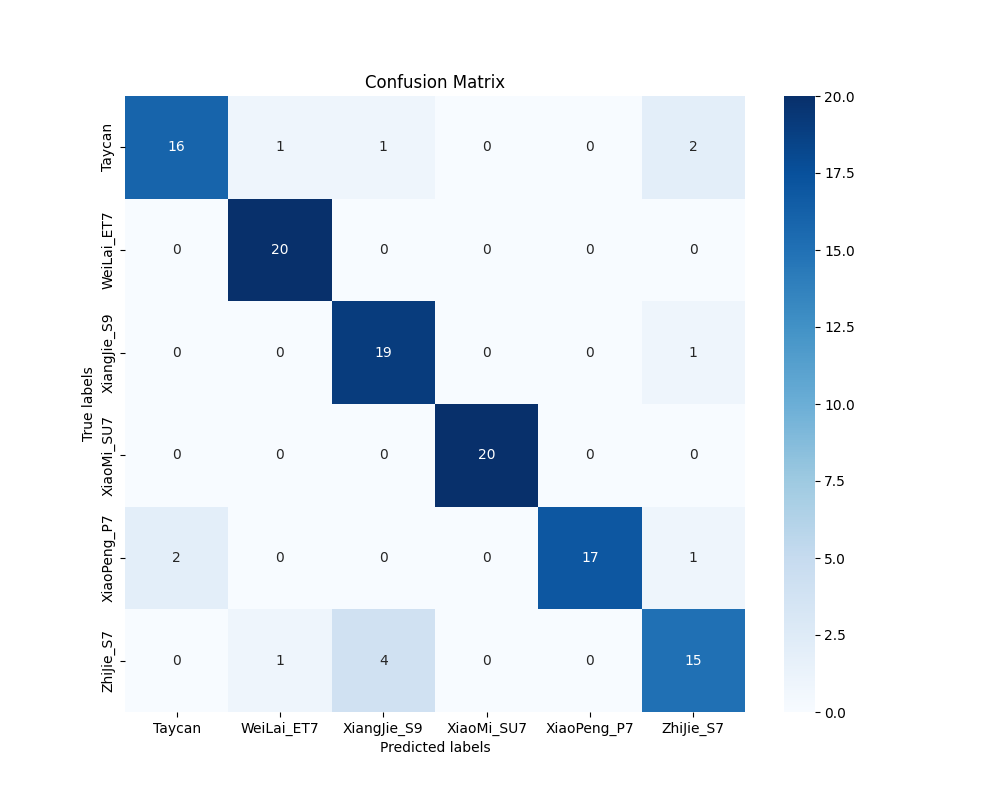 Confusion Matrix
True labels
Taycan
16 1 1 0 0 2
WeiLai_ET7
0 20 0 0 0 0
XiangJie_S9
0 0 19 0 0 1
XiaoMi_SU7
0 0 0 20 0 0
XiaoPeng_P7
2 0 0 0 17 1
ZhiJie_S7
0 1 4 0 0 15
Taycan WeiLai_ET7 XiangJie_S9 XiaoMi_SU7 XiaoPeng_P7 ZhiJie_S7
Predicted labels
20.0
17.5
15.0
12.5
10.0
7.5
5.0
2.5
0.0